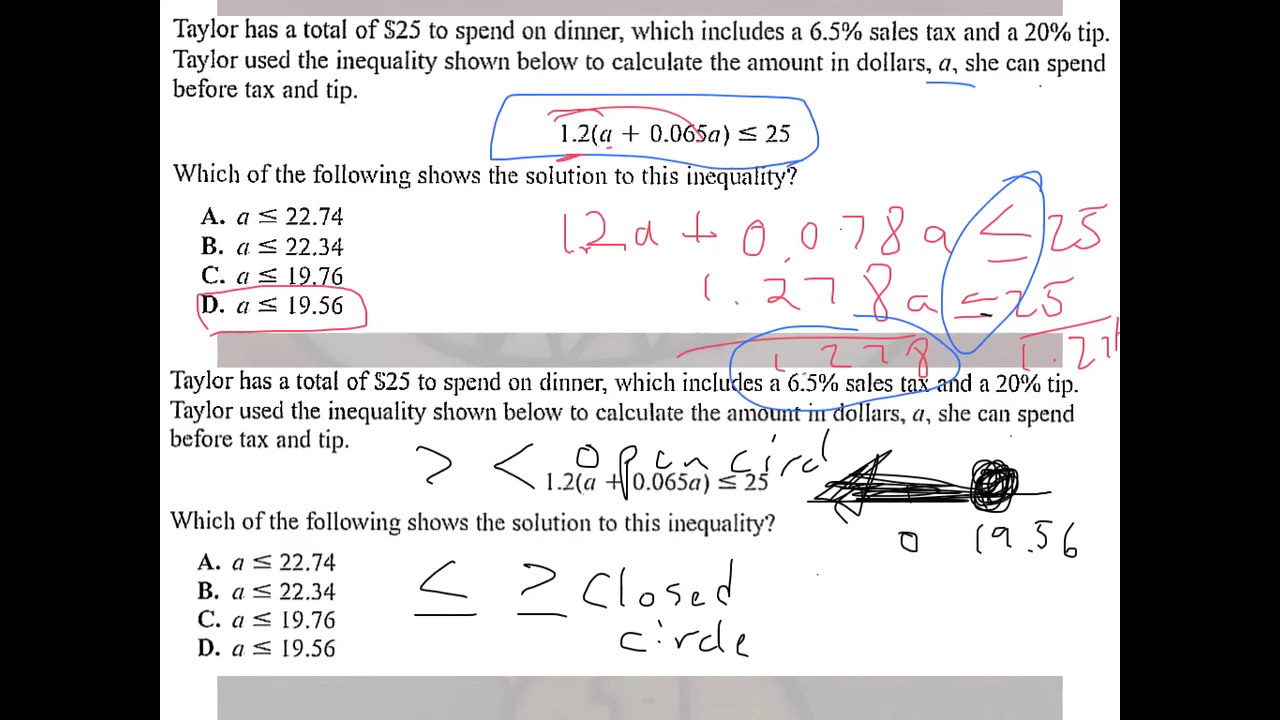 Taylor has a total of $25 to spend on dinner, which includes a 6.5% sales tax and a 20% tip.
Taylor used the inequality shown below to calculate the amount in dollars, a, she can spend
before tax and tip.
1.2(a + 0.065a) ≤ 25
Which of the following shows the solution to this inequality?
A. a ≤ 22.74
B. a ≤ 22.34
C. a ≤ 19.76
D. a ≤ 19.56
1.2a + 0.078a ≤ 25
1.278a ≤ 25
1.278
Taylor has a total of $25 to spend on dinner, which includes a 6.5% sales tax and a 20% tip.
Taylor used the inequality shown below to calculate the amount in dollars, a, she can spend
before tax and tip.
> < open circl
1.2(a + 0.065a) ≤ 25
0 19.56
Which of the following shows the solution to this inequality?
A. a ≤ 22.74
B. a ≤ 22.34
C. a ≤ 19.76
D. a ≤ 19.56
≤ ≥ closed
circle